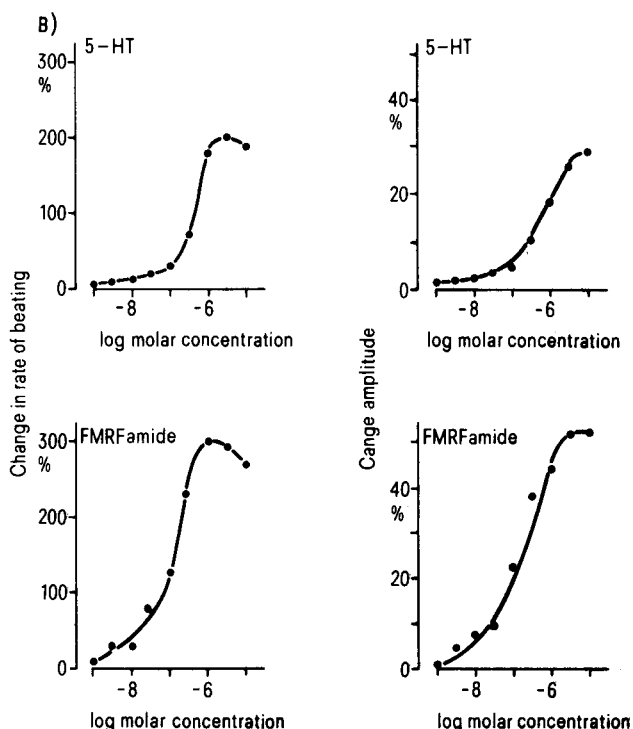 B)
5-HT
300
%
200
100
0
-8
-6
log molar concentration
Change in rate of beating
5-HT
40
%
20
0
-8
-6
log molar concentration
Cange amplitude
FMRFamide
300
%
200
100
0
-8
-6
log molar concentration
FMRFamide
40
%
20
0
-8
-6
log molar concentration